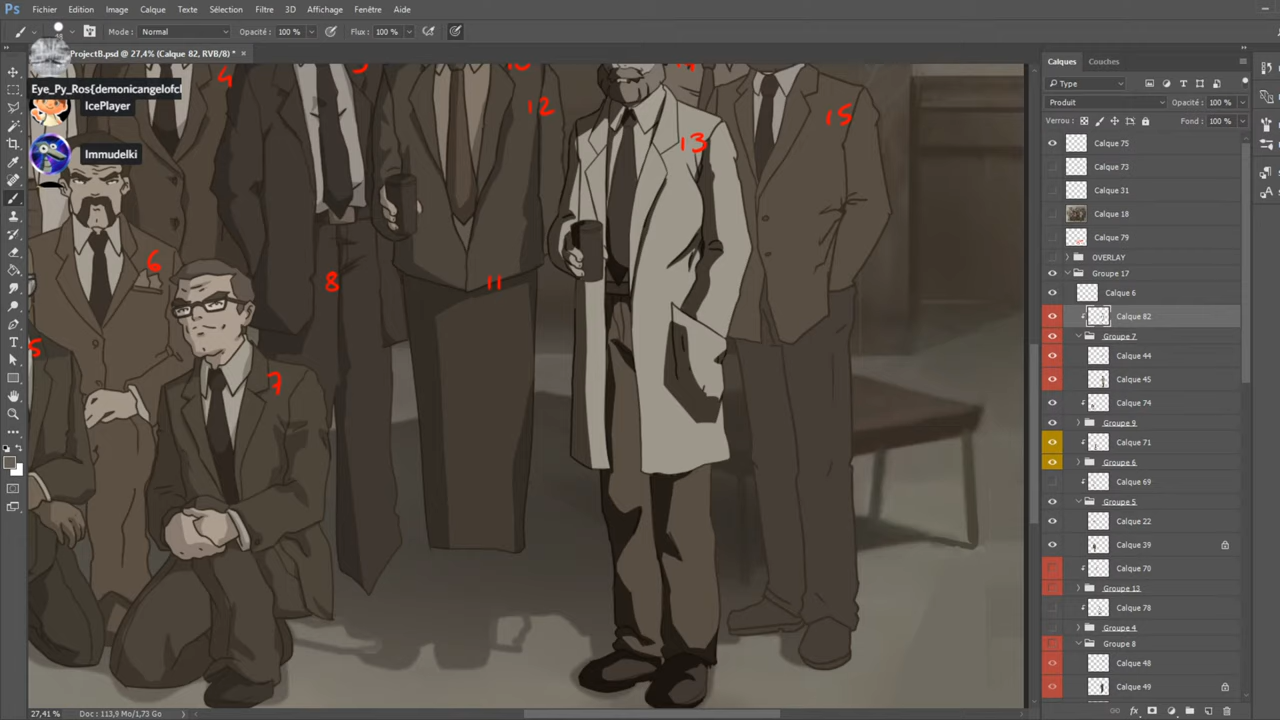 Ps Fichier Edition Image Calque Texte Sélection Filtre 3D Affichage Fenêtre Aide
Mode : Normal Opacité : 100 % Flux : 100 %
ProjectB.psd @ 27,4% (Calque 82, RVB/8) *
Eye_Py_Ros{demonicangelofcl
IcePlayer
Immudelki
4
12
13
15
6
8
11
5
7
Calques Couches
Type
Produit Opacité : 100 %
Verrou : Fond : 100 %
Calque 75
Calque 73
Calque 31
Calque 18
Calque 79
OVERLAY
Groupe 17
Calque 6
Calque 82
Groupe 7
Calque 44
Calque 45
Calque 74
Groupe 9
Calque 71
Groupe 6
Calque 69
Groupe 5
Calque 22
Calque 39
Calque 70
Groupe 13
Calque 78
Groupe 4
Groupe 8
Calque 48
Calque 49
fx
27,41 % Doc : 113,9 Mo/1,73 Go